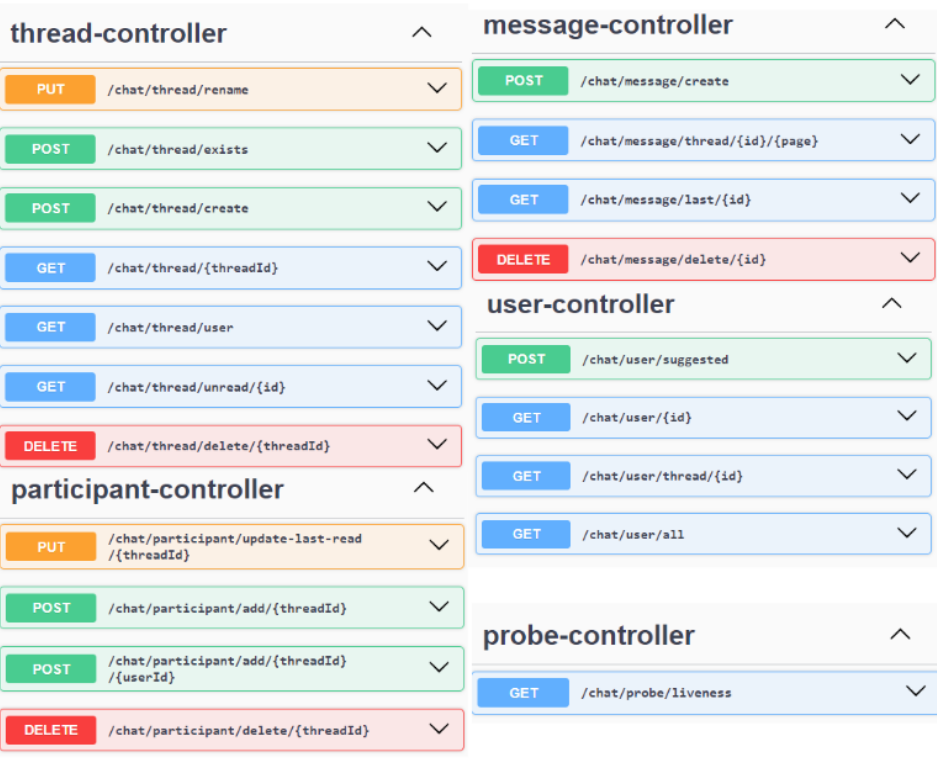 thread-controller
PUT /chat/thread/rename
POST /chat/thread/exists
POST /chat/thread/create
GET /chat/thread/{threadId}
GET /chat/thread/user
GET /chat/thread/unread/{id}
DELETE /chat/thread/delete/{threadId}
participant-controller
PUT /chat/participant/update-last-read
/{threadId}
POST /chat/participant/add/{threadId}
POST /chat/participant/add/{threadId}
/{userId}
DELETE /chat/participant/delete/{threadId}
message-controller
POST /chat/message/create
GET /chat/message/thread/{id}/{page}
GET /chat/message/last/{id}
DELETE /chat/message/delete/{id}
user-controller
POST /chat/user/suggested
GET /chat/user/{id}
GET /chat/user/thread/{id}
GET /chat/user/all
probe-controller
GET /chat/probe/liveness